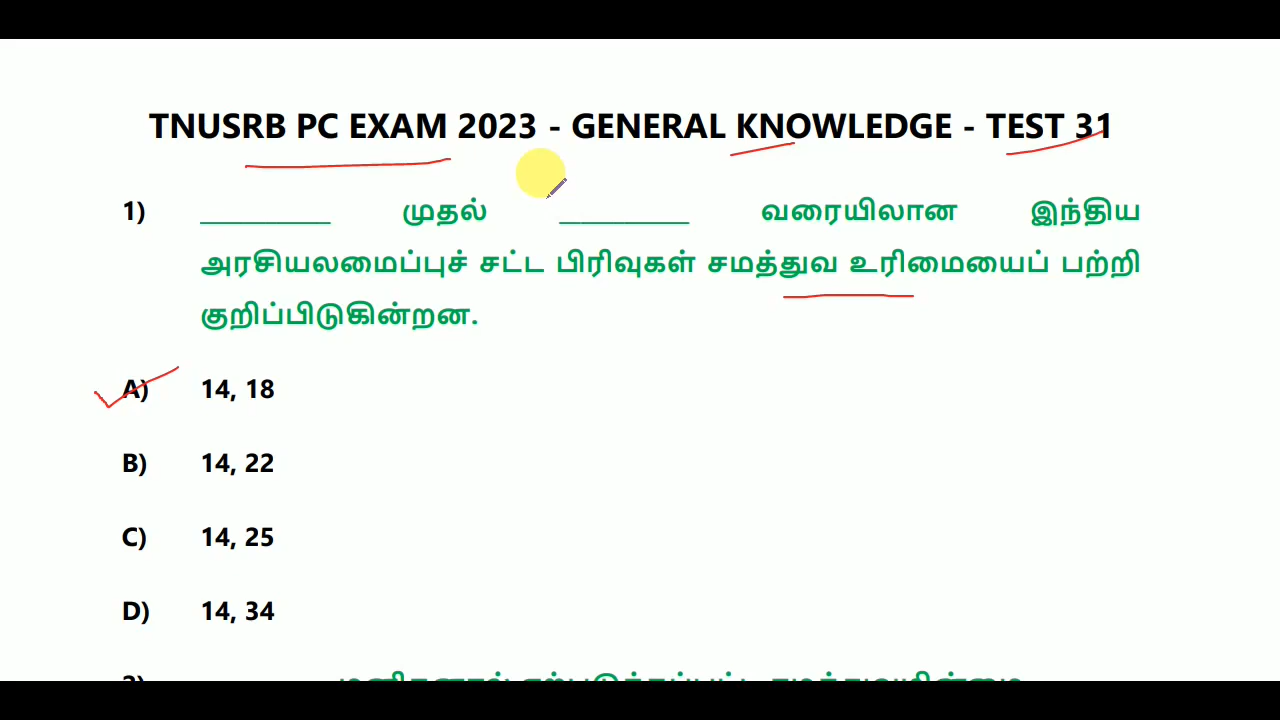 TNUSRB PC EXAM 2023 - GENERAL KNOWLEDGE - TEST 31
1) __________ முதல் __________ வரையிலான இந்திய
அரசியலமைப்புச் சட்ட பிரிவுகள் சமத்துவ உரிமையைப் பற்றி
குறிப்பிடுகின்றன.
A) 14, 18
B) 14, 22
C) 14, 25
D) 14, 34